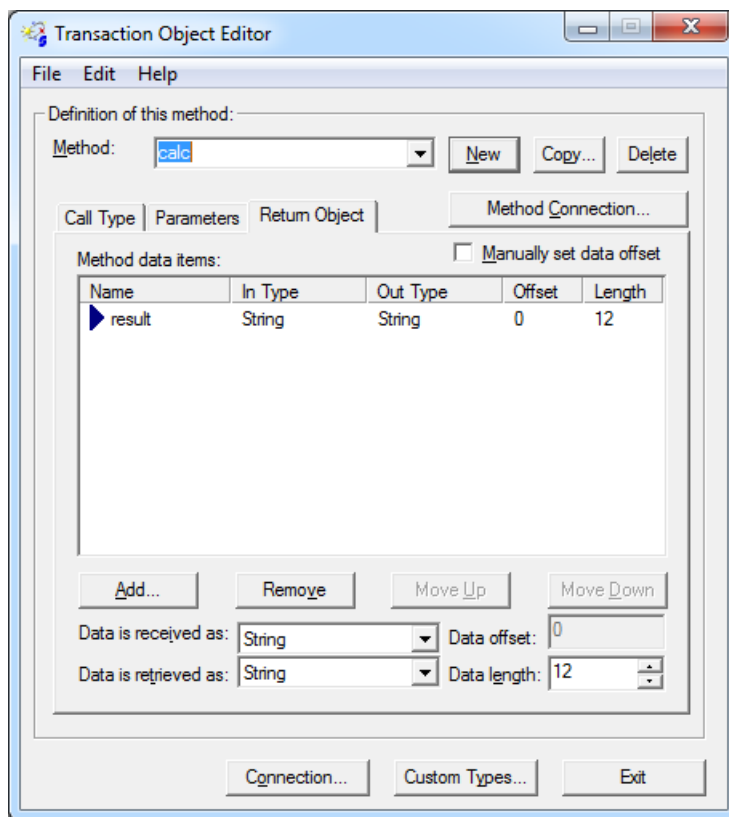 Transaction Object Editor
File Edit Help
Definition of this method:
Method: calc New Copy... Delete
Method Connection...
Call Type Parameters Return Object
Method data items: Manually set data offset
Name In Type Out Type Offset Length
result String String 0 12
Add... Remove Move Up Move Down
Data is received as: String Data offset: 0
Data is retrieved as: String Data length: 12
Connection... Custom Types... Exit